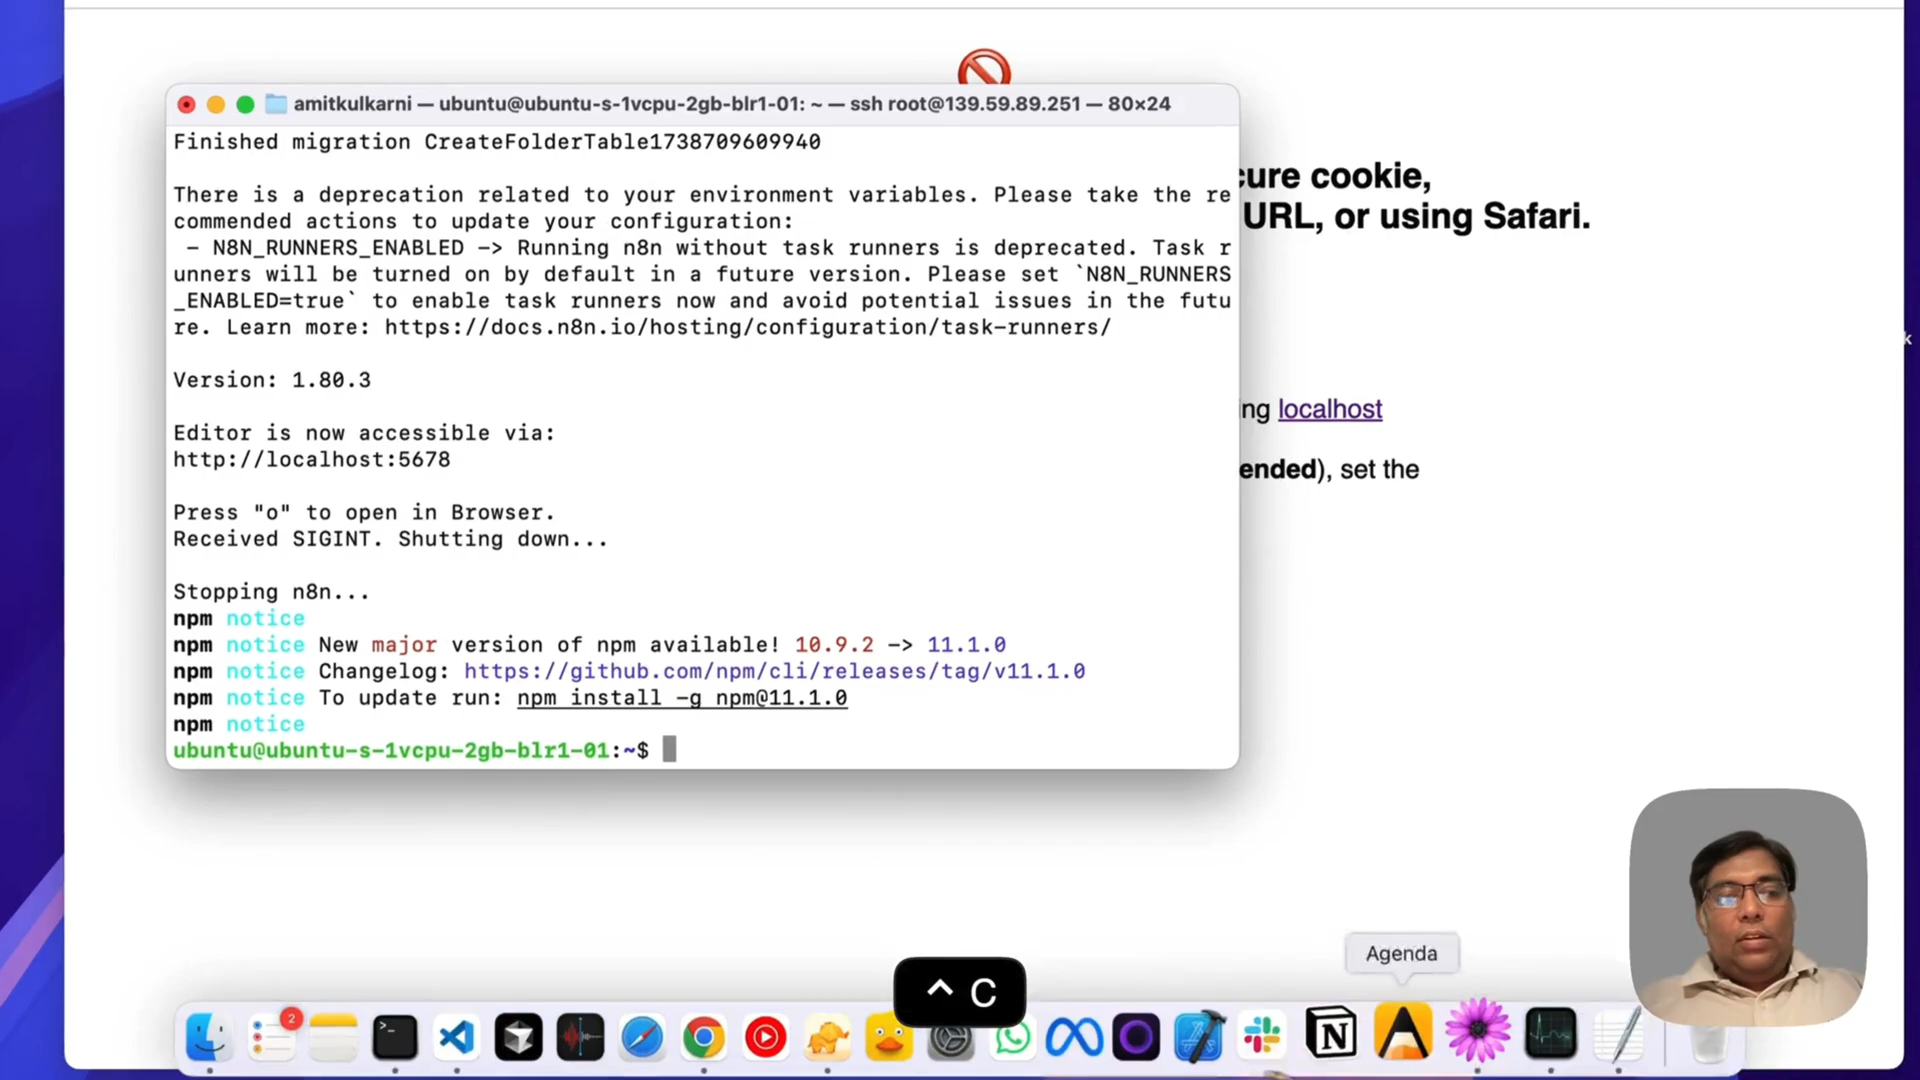 amitkulkarni — ubuntu@ubuntu-s-1vcpu-2gb-blr1-01: ~ — ssh root@139.59.89.251 — 80×24
Finished migration CreateFolderTable1738709609940
There is a deprecation related to your environment variables. Please take the re
commended actions to update your configuration:
 - N8N_RUNNERS_ENABLED -> Running n8n without task runners is deprecated. Task r
unners will be turned on by default in a future version. Please set `N8N_RUNNERS
_ENABLED=true` to enable task runners now and avoid potential issues in the futu
re. Learn more: https://docs.n8n.io/hosting/configuration/task-runners/
Version: 1.80.3
Editor is now accessible via:
http://localhost:5678
Press "o" to open in Browser.
Received SIGINT. Shutting down...
Stopping n8n...
npm notice
npm notice New major version of npm available! 10.9.2 -> 11.1.0
npm notice Changelog: https://github.com/npm/cli/releases/tag/v11.1.0
npm notice To update run: npm install -g npm@11.1.0
npm notice
ubuntu@ubuntu-s-1vcpu-2gb-blr1-01:~$
cure cookie,
URL, or using Safari.
ing localhost
ended), set the
k
Agenda
^ C
2